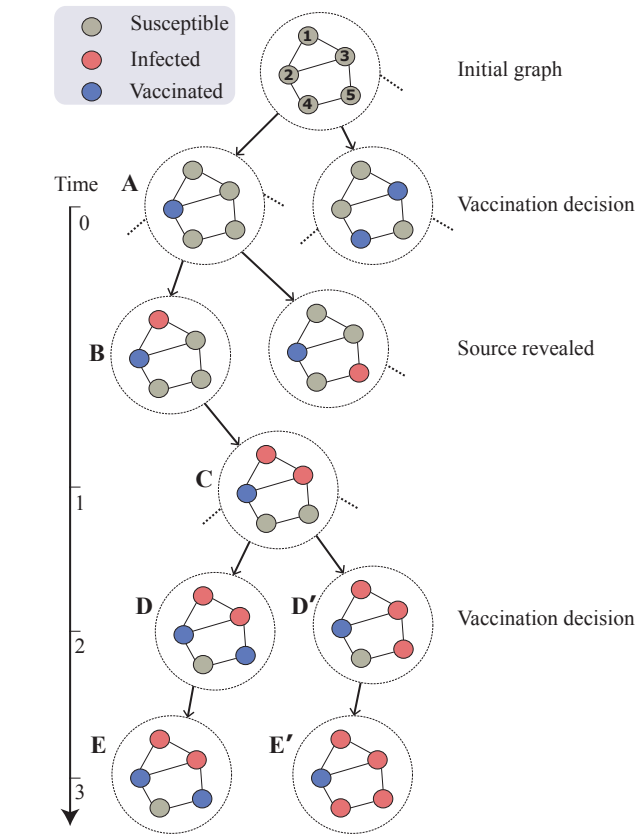 Susceptible
Infected
Vaccinated
1
2
3
4
5
Initial graph
Time
A
0
Vaccination decision
B
Source revealed
C
1
D
D′
Vaccination decision
2
E
E′
3